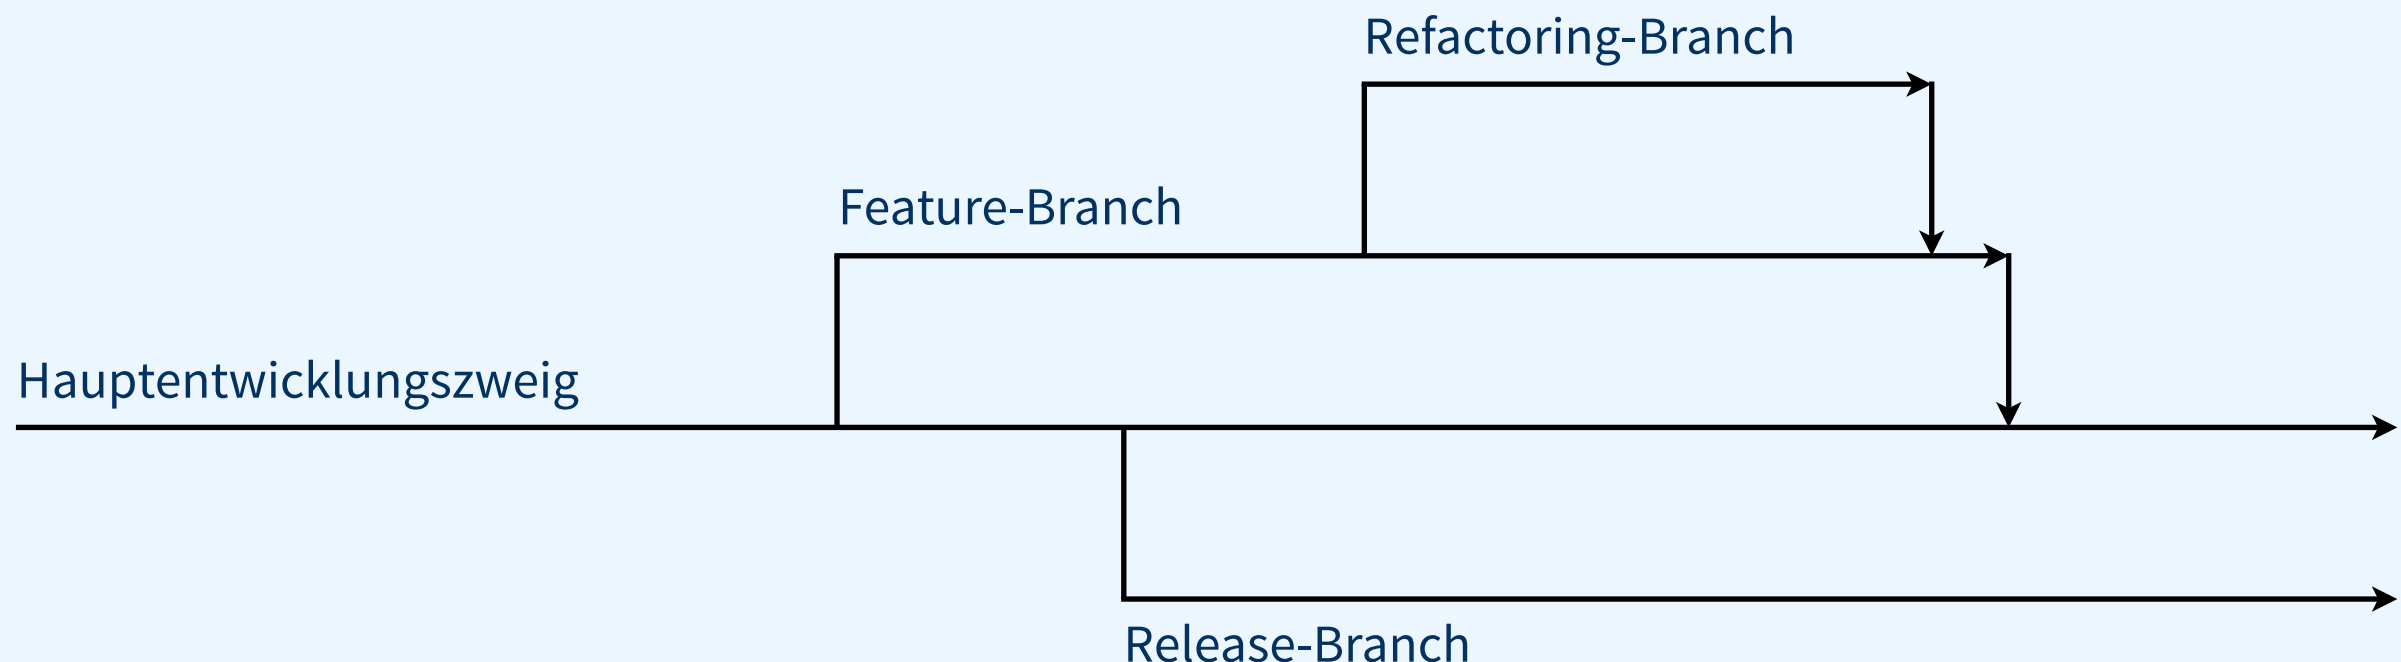 Refactoring-Branch
Feature-Branch
Hauptentwicklungszweig
Release-Branch